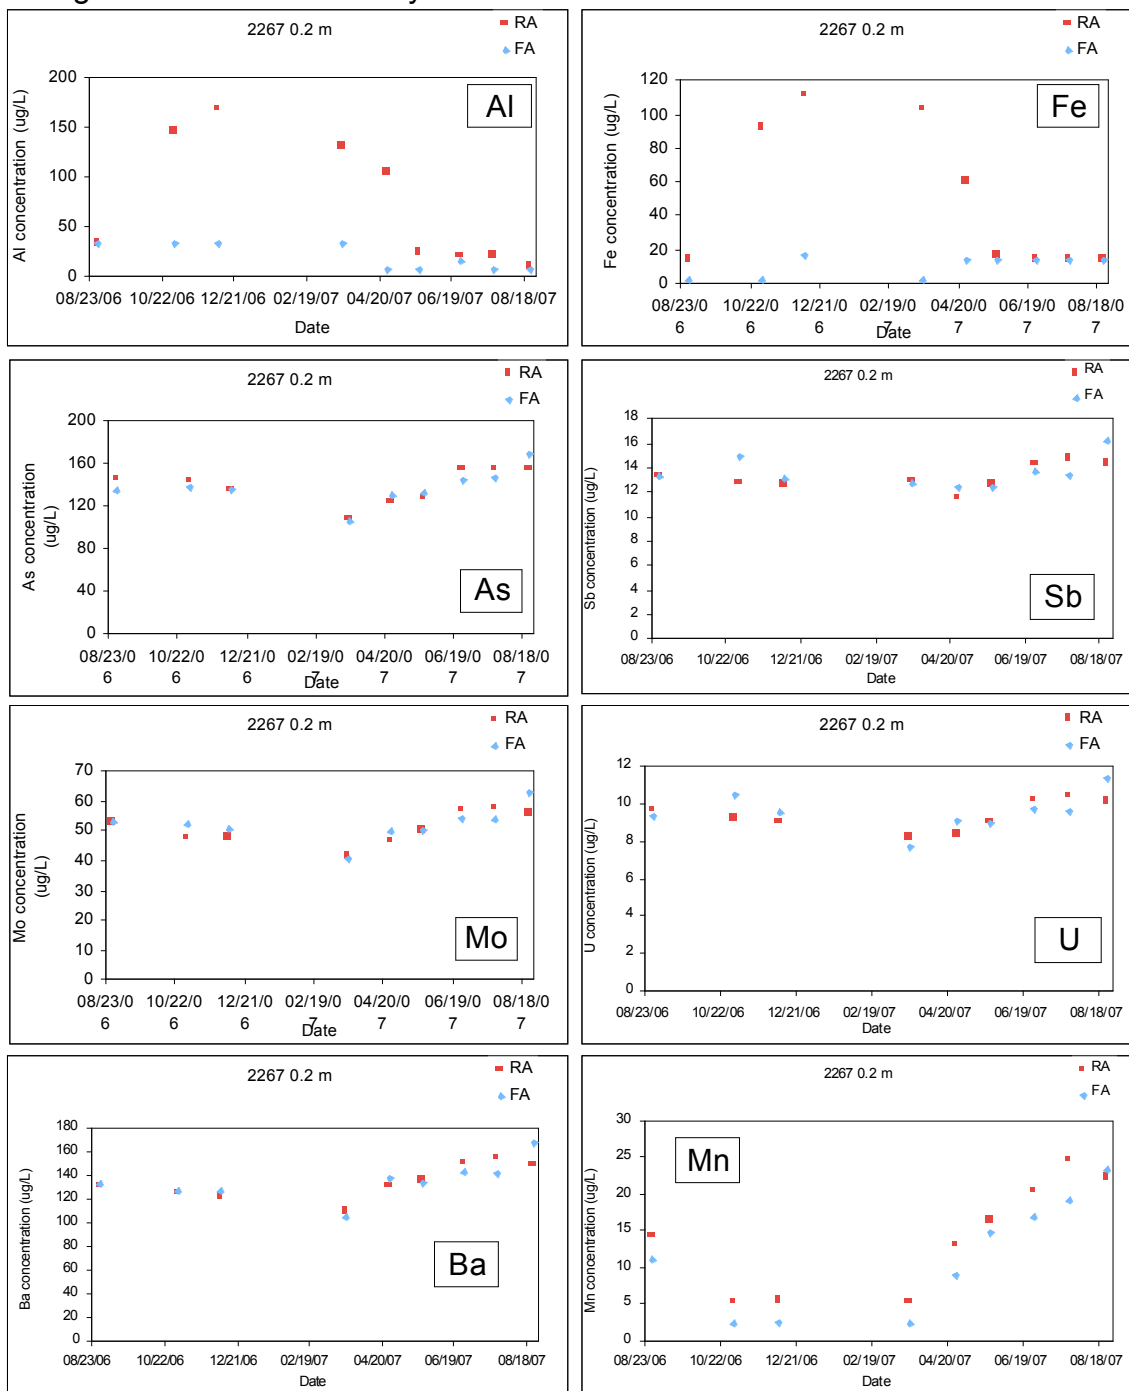 RA
2267 0.2 m
FA
200
150
100
50
0
Al concentration (ug/L)
Al
08/23/06 10/22/06 12/21/06 02/19/07 04/20/07 06/19/07 08/18/07
Date
RA
2267 0.2 m
FA
120
100
80
60
40
20
0
Fe concentration (ug/L)
Fe
08/23/0 10/22/0 12/21/0 02/19/0 04/20/0 06/19/0 08/18/0
6 6 6 7 7 7 7
Date
RA
2267 0.2 m
FA
200
160
120
80
40
0
As concentration
(ug/L)
As
08/23/0 10/22/0 12/21/0 02/19/0 04/20/0 06/19/0 08/18/0
6 6 6 7 7 7 7
Date
RA
2267 0.2 m
FA
18
16
14
12
10
8
6
4
2
0
Sb concentration (ug/L)
Sb
08/23/06 10/22/06 12/21/06 02/19/07 04/20/07 06/19/07 08/18/07
Date
RA
2267 0.2 m
FA
70
60
50
40
30
20
10
0
Mo concentration
(ug/L)
Mo
08/23/0 10/22/0 12/21/0 02/19/0 04/20/0 06/19/0 08/18/0
6 6 6 7 7 7 7
Date
RA
2267 0.2 m
FA
12
10
8
6
4
2
0
U concentration (ug/L)
U
08/23/06 10/22/06 12/21/06 02/19/07 04/20/07 06/19/07 08/18/07
Date
RA
2267 0.2 m
FA
180
160
140
120
100
80
60
40
20
0
Ba concentration (ug/L)
Ba
08/23/06 10/22/06 12/21/06 02/19/07 04/20/07 06/19/07 08/18/07
Date
RA
2267 0.2 m
FA
30
25
20
15
10
5
0
Mn concentration (ug/L)
Mn
08/23/06 10/22/06 12/21/06 02/19/07 04/20/07 06/19/07 08/18/07
Date